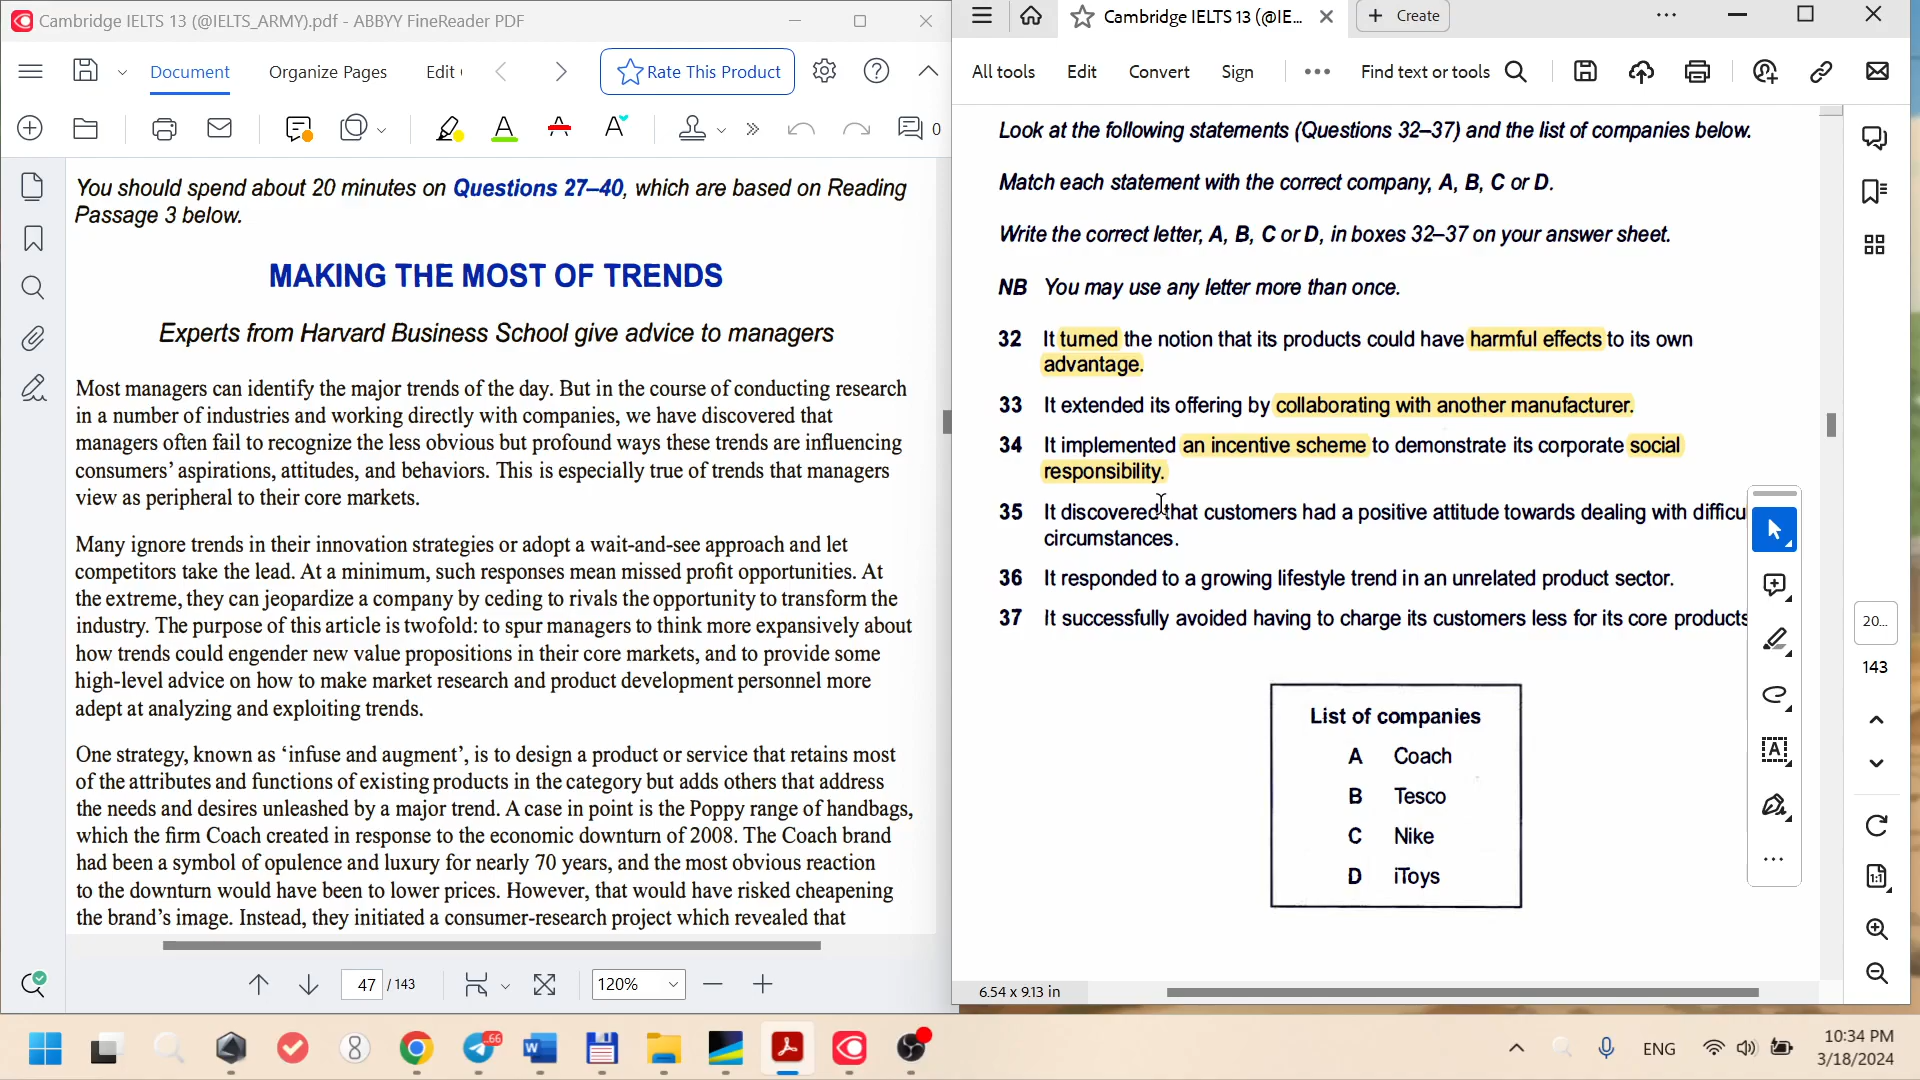 Cambridge IELTS 13 (@IELTS_ARMY).pdf - ABBYY FineReader PDF
Document Organize Pages Edit
Rate This Product
0
You should spend about 20 minutes on Questions 27–40, which are based on Reading
Passage 3 below.
MAKING THE MOST OF TRENDS
Experts from Harvard Business School give advice to managers
Most managers can identify the major trends of the day. But in the course of conducting research
in a number of industries and working directly with companies, we have discovered that
managers often fail to recognize the less obvious but profound ways these trends are influencing
consumers' aspirations, attitudes, and behaviors. This is especially true of trends that managers
view as peripheral to their core markets.
Many ignore trends in their innovation strategies or adopt a wait-and-see approach and let
competitors take the lead. At a minimum, such responses mean missed profit opportunities. At
the extreme, they can jeopardize a company by ceding to rivals the opportunity to transform the
industry. The purpose of this article is twofold: to spur managers to think more expansively about
how trends could engender new value propositions in their core markets, and to provide some
high-level advice on how to make market research and product development personnel more
adept at analyzing and exploiting trends.
One strategy, known as 'infuse and augment', is to design a product or service that retains most
of the attributes and functions of existing products in the category but adds others that address
the needs and desires unleashed by a major trend. A case in point is the Poppy range of handbags,
which the firm Coach created in response to the economic downturn of 2008. The Coach brand
had been a symbol of opulence and luxury for nearly 70 years, and the most obvious reaction
to the downturn would have been to lower prices. However, that would have risked cheapening
the brand's image. Instead, they initiated a consumer-research project which revealed that
47 / 143
120%
Cambridge IELTS 13 (@IE...
Create
All tools Edit Convert Sign
Find text or tools
Look at the following statements (Questions 32–37) and the list of companies below.
Match each statement with the correct company, A, B, C or D.
Write the correct letter, A, B, C or D, in boxes 32–37 on your answer sheet.
NB You may use any letter more than once.
32 It turned the notion that its products could have harmful effects to its own
advantage.
33 It extended its offering by collaborating with another manufacturer.
34 It implemented an incentive scheme to demonstrate its corporate social
responsibility.
35 It discovered that customers had a positive attitude towards dealing with difficu
circumstances.
36 It responded to a growing lifestyle trend in an unrelated product sector.
37 It successfully avoided having to charge its customers less for its core products
List of companies
A Coach
B Tesco
C Nike
D iToys
20...
143
1:1
6.54 x 9.13 in
66
ENG
10:34 PM
3/18/2024